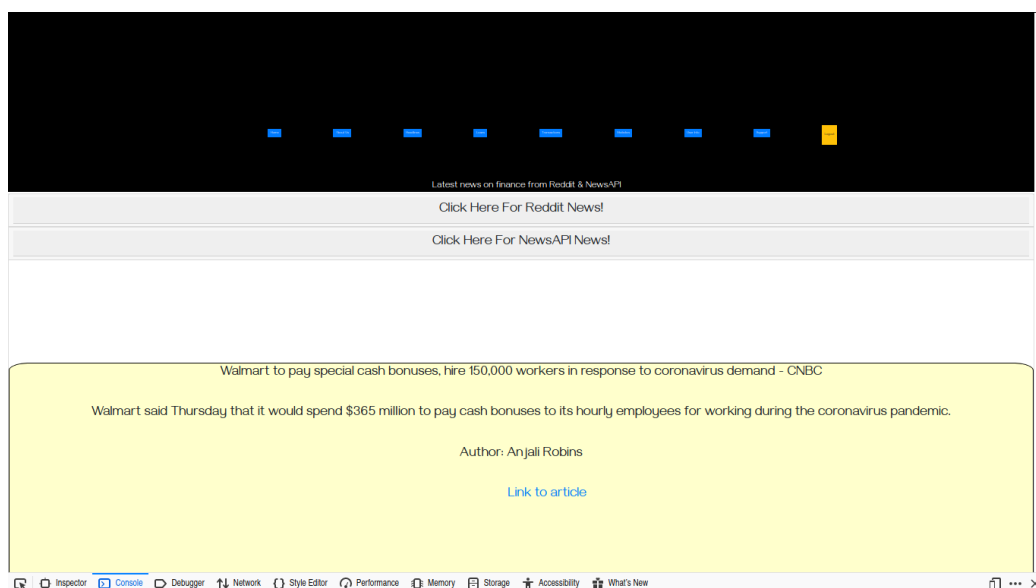 Latest news on finance from Reddit & NewsAPI
Click Here For Reddit News!
Click Here For NewsAPI News!
Walmart to pay special cash bonuses, hire 150,000 workers in response to coronavirus demand - CNBC
Walmart said Thursday that it would spend $365 million to pay cash bonuses to its hourly employees for working during the coronavirus pandemic.
Author: Anjali Robins
Link to article
Inspector Console Debugger Network Style Editor Performance Memory Storage Accessibility What's New